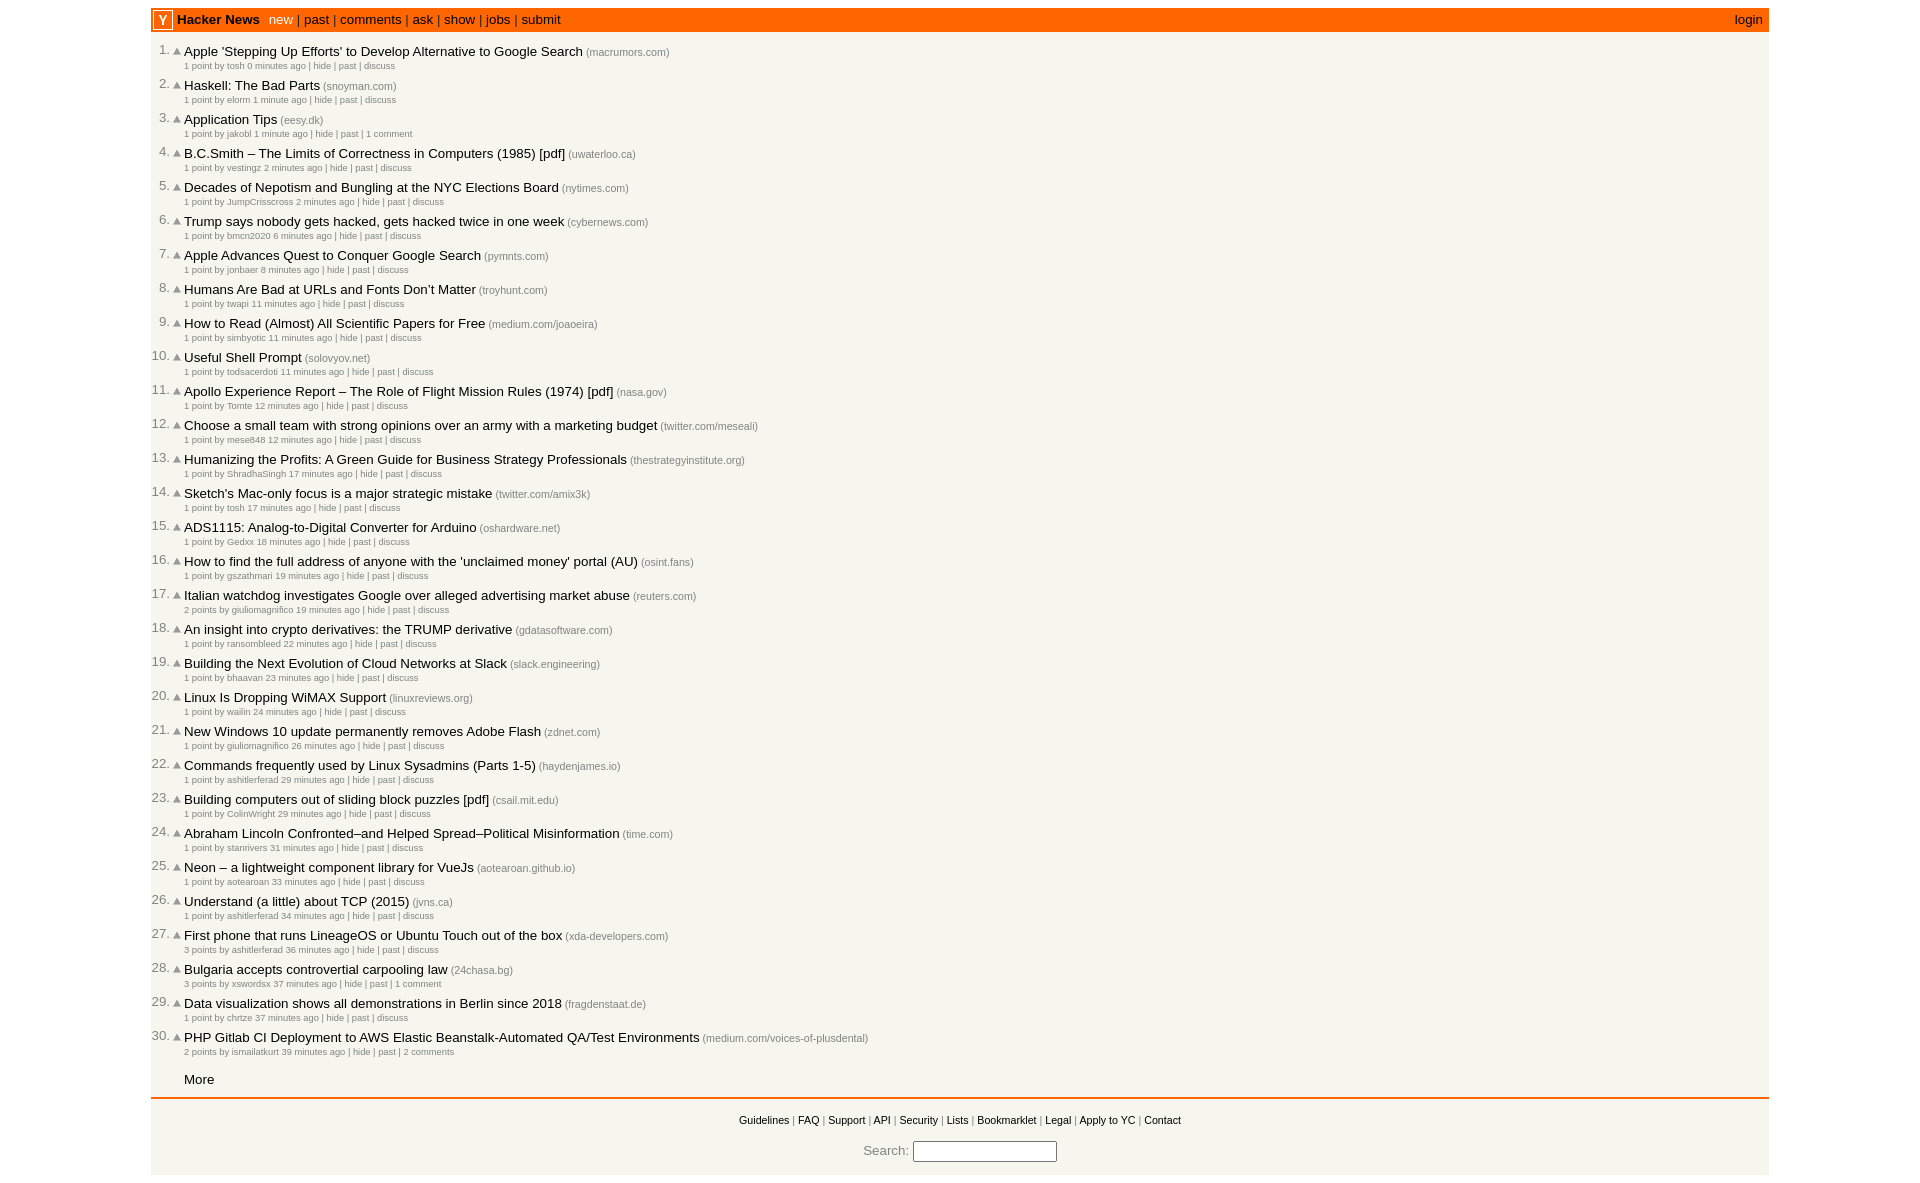 Y Hacker News new | past | comments | ask | show | jobs | submit login
1. Apple 'Stepping Up Efforts' to Develop Alternative to Google Search (macrumors.com)
1 point by tosh 0 minutes ago | hide | past | discuss
2. Haskell: The Bad Parts (snoyman.com)
1 point by elorm 1 minute ago | hide | past | discuss
3. Application Tips (eesy.dk)
1 point by jakobl 1 minute ago | hide | past | 1 comment
4. B.C.Smith – The Limits of Correctness in Computers (1985) [pdf] (uwaterloo.ca)
1 point by vestingz 2 minutes ago | hide | past | discuss
5. Decades of Nepotism and Bungling at the NYC Elections Board (nytimes.com)
1 point by JumpCrisscross 2 minutes ago | hide | past | discuss
6. Trump says nobody gets hacked, gets hacked twice in one week (cybernews.com)
1 point by bmcn2020 6 minutes ago | hide | past | discuss
7. Apple Advances Quest to Conquer Google Search (pymnts.com)
1 point by jonbaer 8 minutes ago | hide | past | discuss
8. Humans Are Bad at URLs and Fonts Don’t Matter (troyhunt.com)
1 point by twapi 11 minutes ago | hide | past | discuss
9. How to Read (Almost) All Scientific Papers for Free (medium.com/joaoeira)
1 point by simbyotic 11 minutes ago | hide | past | discuss
10. Useful Shell Prompt (solovyov.net)
1 point by todsacerdoti 11 minutes ago | hide | past | discuss
11. Apollo Experience Report – The Role of Flight Mission Rules (1974) [pdf] (nasa.gov)
1 point by Tomte 12 minutes ago | hide | past | discuss
12. Choose a small team with strong opinions over an army with a marketing budget (twitter.com/meseali)
1 point by mese848 12 minutes ago | hide | past | discuss
13. Humanizing the Profits: A Green Guide for Business Strategy Professionals (thestrategyinstitute.org)
1 point by ShradhaSingh 17 minutes ago | hide | past | discuss
14. Sketch's Mac-only focus is a major strategic mistake (twitter.com/amix3k)
1 point by tosh 17 minutes ago | hide | past | discuss
15. ADS1115: Analog-to-Digital Converter for Arduino (oshardware.net)
1 point by Gedxx 18 minutes ago | hide | past | discuss
16. How to find the full address of anyone with the 'unclaimed money' portal (AU) (osint.fans)
1 point by gszathmari 19 minutes ago | hide | past | discuss
17. Italian watchdog investigates Google over alleged advertising market abuse (reuters.com)
2 points by giuliomagnifico 19 minutes ago | hide | past | discuss
18. An insight into crypto derivatives: the TRUMP derivative (gdatasoftware.com)
1 point by ransombleed 22 minutes ago | hide | past | discuss
19. Building the Next Evolution of Cloud Networks at Slack (slack.engineering)
1 point by bhaavan 23 minutes ago | hide | past | discuss
20. Linux Is Dropping WiMAX Support (linuxreviews.org)
1 point by wailin 24 minutes ago | hide | past | discuss
21. New Windows 10 update permanently removes Adobe Flash (zdnet.com)
1 point by giuliomagnifico 26 minutes ago | hide | past | discuss
22. Commands frequently used by Linux Sysadmins (Parts 1-5) (haydenjames.io)
1 point by ashitlerferad 29 minutes ago | hide | past | discuss
23. Building computers out of sliding block puzzles [pdf] (csail.mit.edu)
1 point by ColinWright 29 minutes ago | hide | past | discuss
24. Abraham Lincoln Confronted–and Helped Spread–Political Misinformation (time.com)
1 point by stanrivers 31 minutes ago | hide | past | discuss
25. Neon – a lightweight component library for VueJs (aotearoan.github.io)
1 point by aotearoan 33 minutes ago | hide | past | discuss
26. Understand (a little) about TCP (2015) (jvns.ca)
1 point by ashitlerferad 34 minutes ago | hide | past | discuss
27. First phone that runs LineageOS or Ubuntu Touch out of the box (xda-developers.com)
3 points by ashitlerferad 36 minutes ago | hide | past | discuss
28. Bulgaria accepts controvertial carpooling law (24chasa.bg)
3 points by xswordsx 37 minutes ago | hide | past | 1 comment
29. Data visualization shows all demonstrations in Berlin since 2018 (fragdenstaat.de)
1 point by chrtze 37 minutes ago | hide | past | discuss
30. PHP Gitlab CI Deployment to AWS Elastic Beanstalk-Automated QA/Test Environments (medium.com/voices-of-plusdental)
2 points by ismailatkurt 39 minutes ago | hide | past | 2 comments
More
Guidelines | FAQ | Support | API | Security | Lists | Bookmarklet | Legal | Apply to YC | Contact
Search: